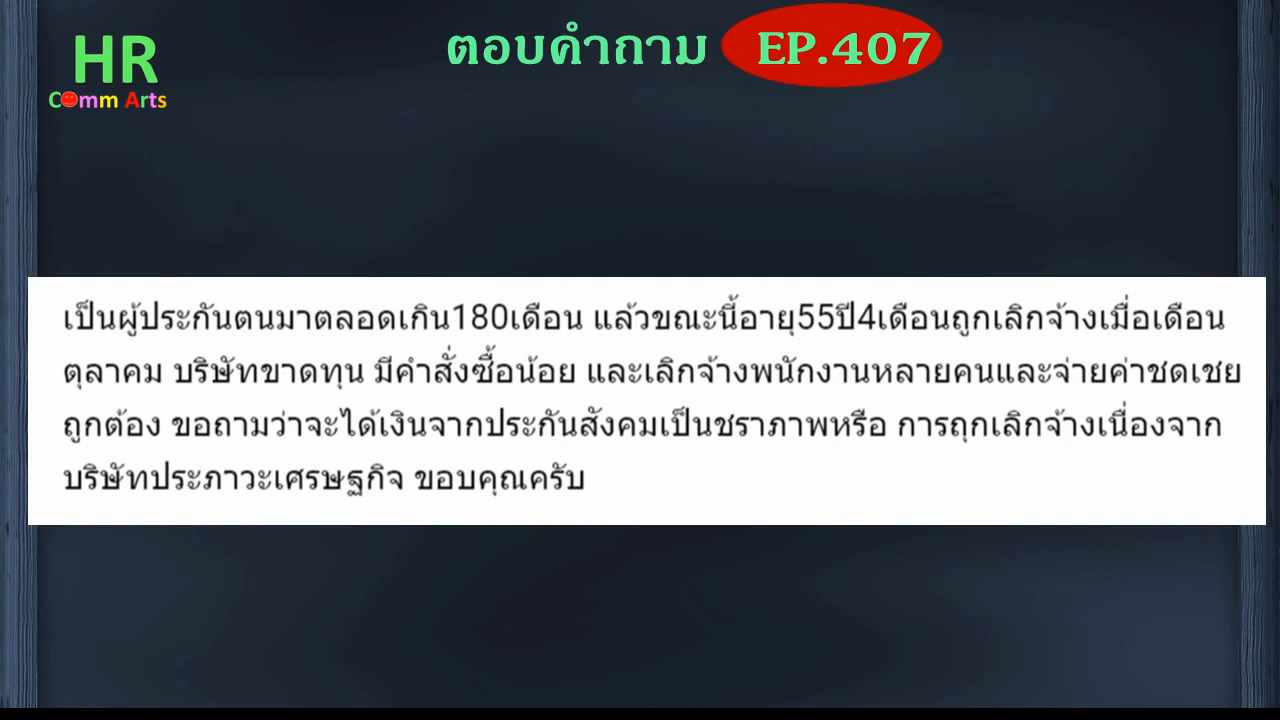 HR
Comm Arts
ตอบคำถาม EP.407
เป็นผู้ประกันตนมาตลอดเกิน180เดือน แล้วขณะนี้อายุ55ปี4เดือนถูกเลิกจ้างเมื่อเดือน
ตุลาคม บริษัทขาดทุน มีคำสั่งซื้อน้อย และเลิกจ้างพนักงานหลายคนและจ่ายค่าชดเชย
ถูกต้อง ขอถามว่าจะได้เงินจากประกันสังคมเป็นชราภาพหรือ การถุกเลิกจ้างเนื่องจาก
บริษัทประภาวะเศรษฐกิจ ขอบคุณครับ